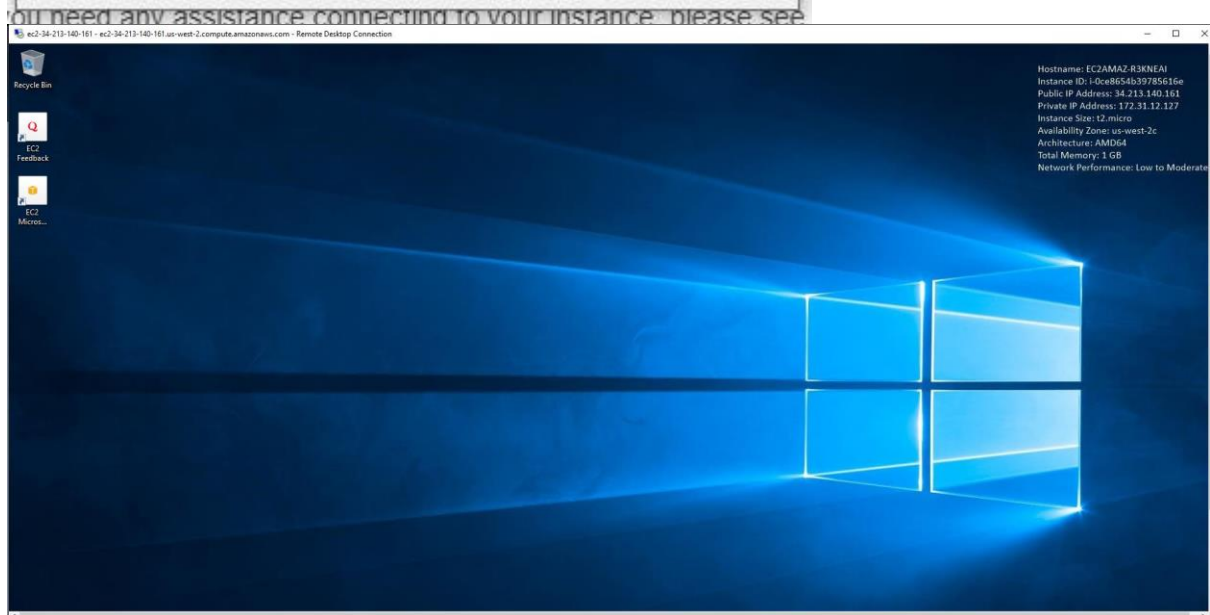 you need any assistance connecting to your instance, please see
ec2-34-213-140-161 - ec2-34-213-140-161.us-west-2.compute.amazonaws.com - Remote Desktop Connection
Recycle Bin
EC2
Feedback
EC2
Micros...
Hostname: EC2AMAZ-R3KNEAI
Instance ID: i-0ce8654b39785616e
Public IP Address: 34.213.140.161
Private IP Address: 172.31.12.127
Instance Size: t2.micro
Availability Zone: us-west-2c
Architecture: AMD64
Total Memory: 1 GB
Network Performance: Low to Moderate